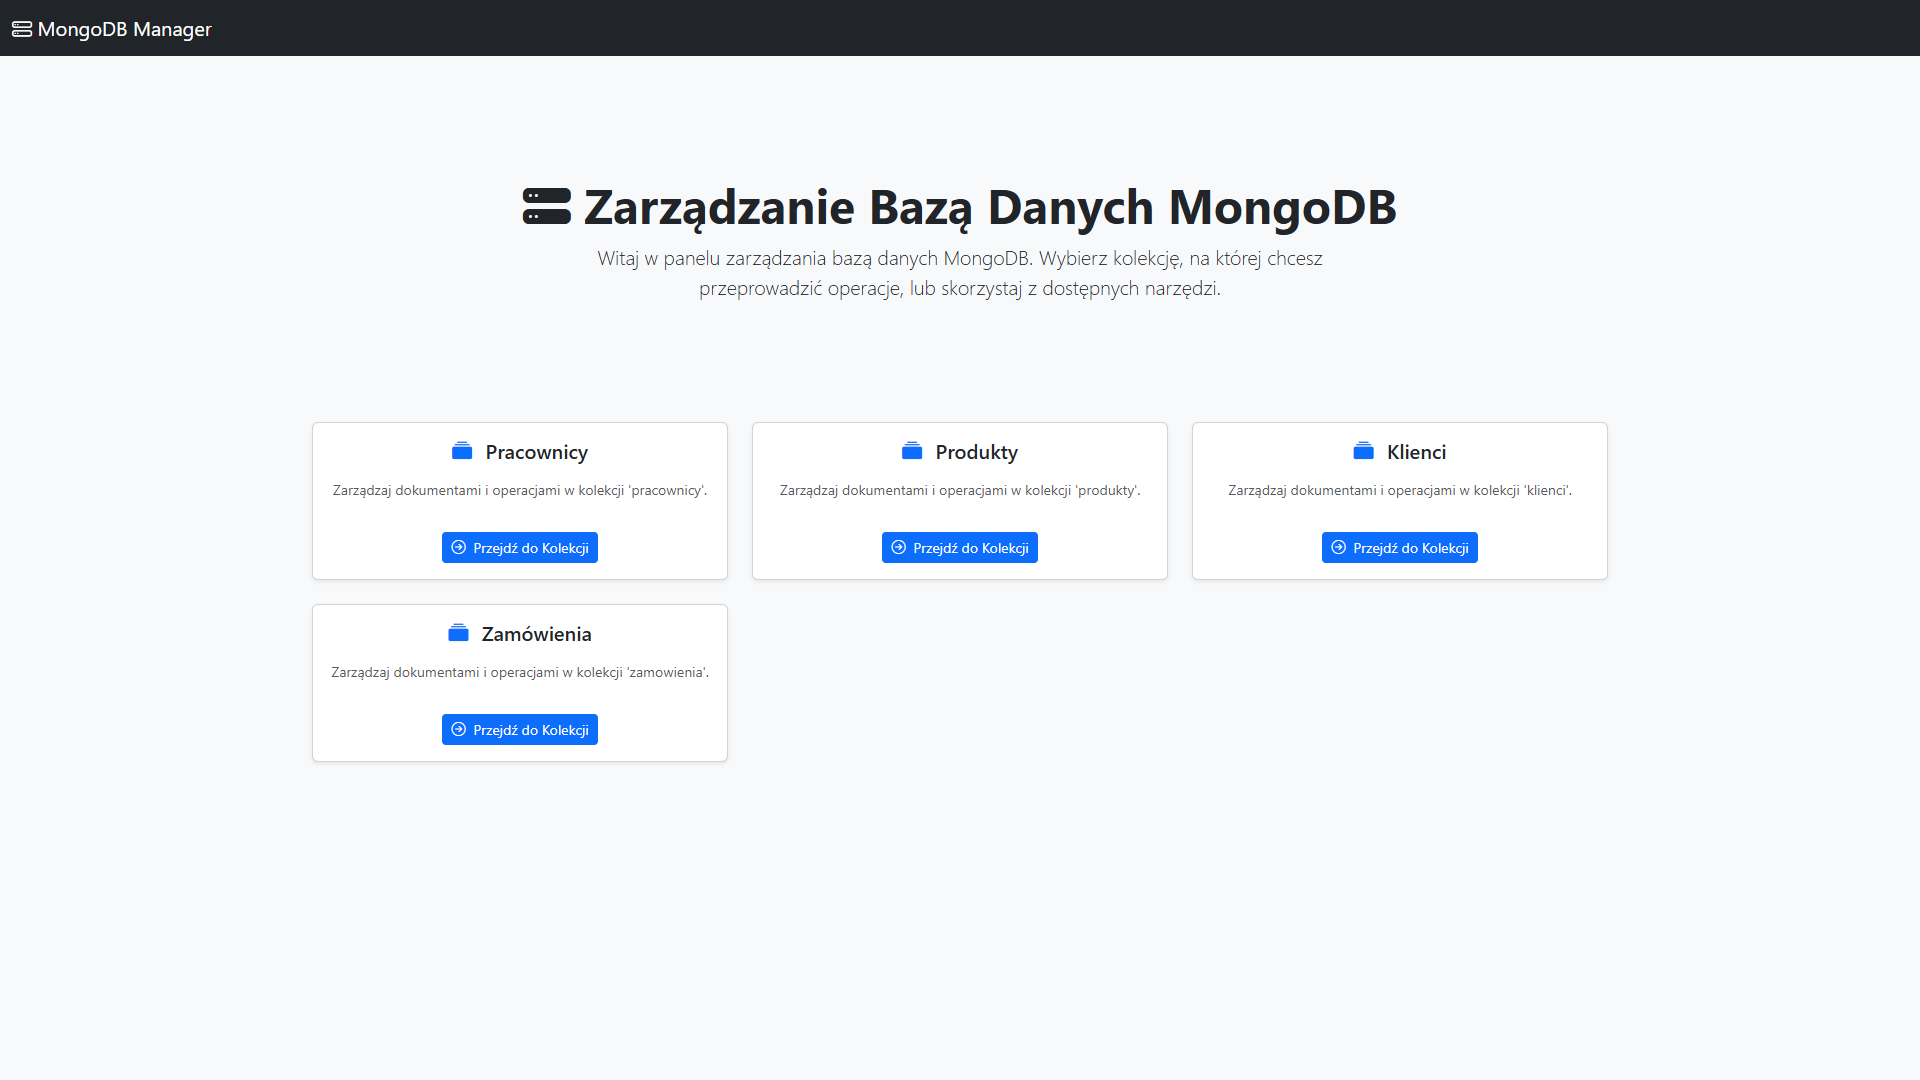 MongoDB Manager
Zarządzanie Bazą Danych MongoDB
Witaj w panelu zarządzania bazą danych MongoDB. Wybierz kolekcję, na której chcesz
przeprowadzić operacje, lub skorzystaj z dostępnych narzędzi.
Pracownicy
Zarządzaj dokumentami i operacjami w kolekcji 'pracownicy'.
Przejdź do Kolekcji
Produkty
Zarządzaj dokumentami i operacjami w kolekcji 'produkty'.
Przejdź do Kolekcji
Klienci
Zarządzaj dokumentami i operacjami w kolekcji 'klienci'.
Przejdź do Kolekcji
Zamówienia
Zarządzaj dokumentami i operacjami w kolekcji 'zamowienia'.
Przejdź do Kolekcji